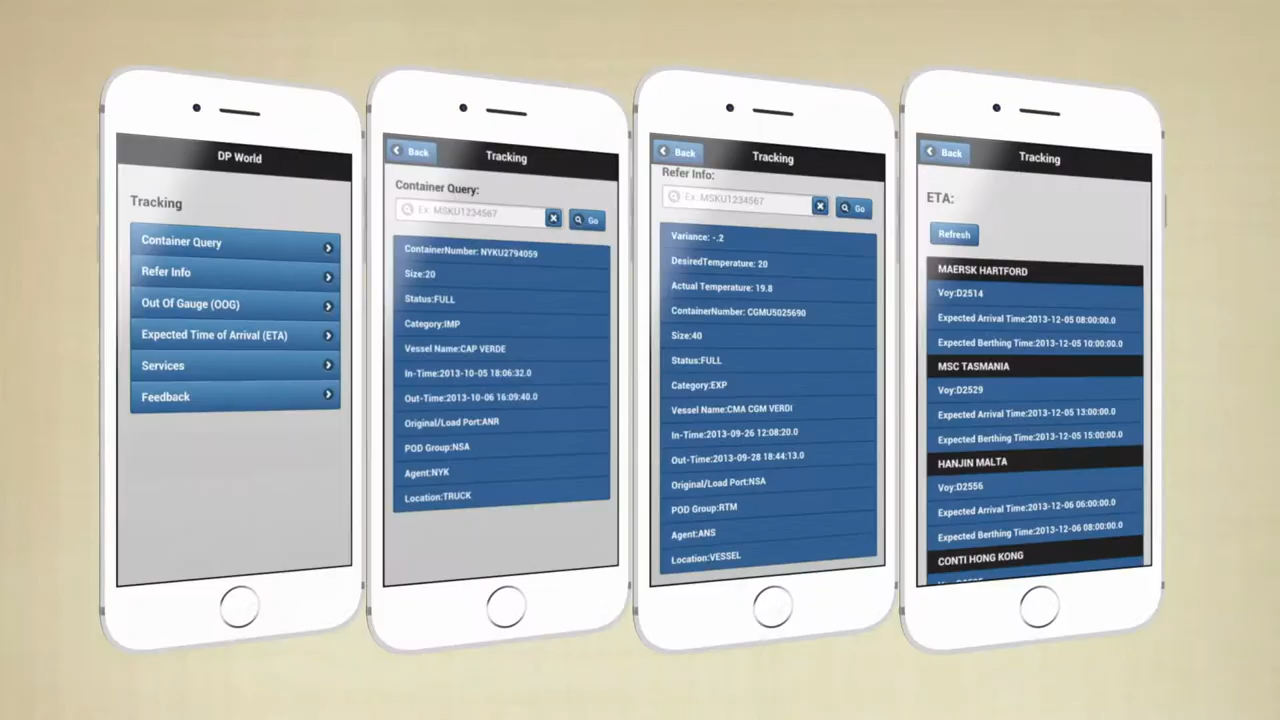 DP World
Tracking
Container Query
Refer Info
Out Of Gauge (OOG)
Expected Time of Arrival (ETA)
Services
Feedback
Back
Tracking
Container Query:
Ex: MSKU1234567
Go
ContainerNumber: NYKU2794059
Size:20
Status:FULL
Category:IMP
Vessel Name:CAP VERDE
In-Time:2013-10-05 18:06:32.0
Out-Time:2013-10-06 16:09:40.0
Original/Load Port:ANR
POD Group:NSA
Agent:NYK
Location:TRUCK
Back
Tracking
Refer Info:
Ex: MSKU1234567
Go
Variance: -.2
DesiredTemperature: 20
Actual Temperature: 19.8
ContainerNumber: CGMU5025690
Size:40
Status:FULL
Category:EXP
Vessel Name:CMA CGM VERDI
In-Time:2013-09-26 12:08:20.0
Out-Time:2013-09-28 18:44:13.0
Original/Load Port:NSA
POD Group:RTM
Agent:ANS
Location:VESSEL
Back
Tracking
ETA:
Refresh
MAERSK HARTFORD
Voy:D2514
Expected Arrival Time:2013-12-05 08:00:00.0
Expected Berthing Time:2013-12-05 10:00:00.0
MSC TASMANIA
Voy:D2529
Expected Arrival Time:2013-12-05 13:00:00.0
Expected Berthing Time:2013-12-05 15:00:00.0
HANJIN MALTA
Voy:D2556
Expected Arrival Time:2013-12-06 06:00:00.0
Expected Berthing Time:2013-12-06 08:00:00.0
CONTI HONG KONG